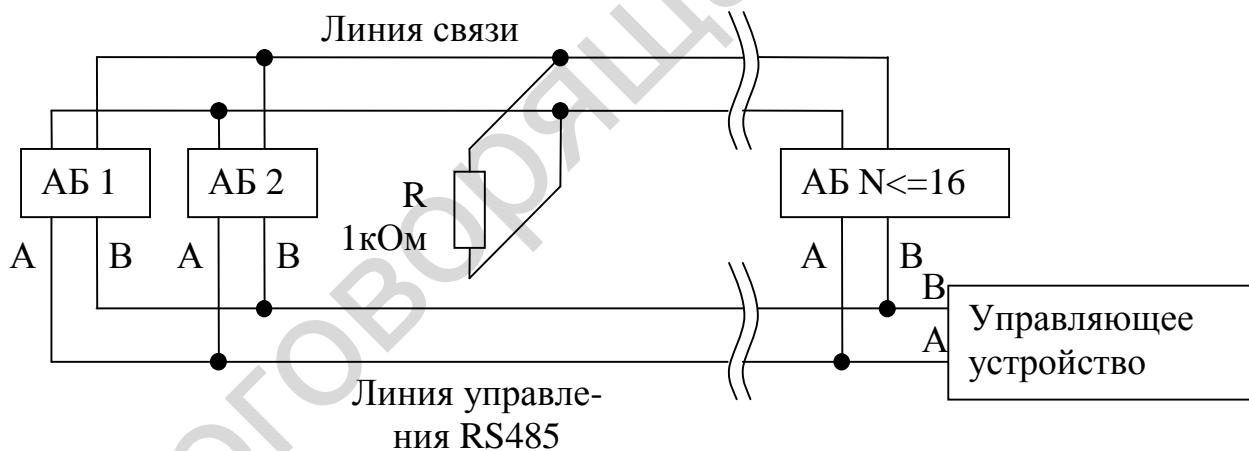 Линия связи
АБ 1
АБ 2
АБ N<=16
R
1кОм
А
В
А
В
А
В
В
А
Управляющее
устройство
Линия управле-
ния RS485